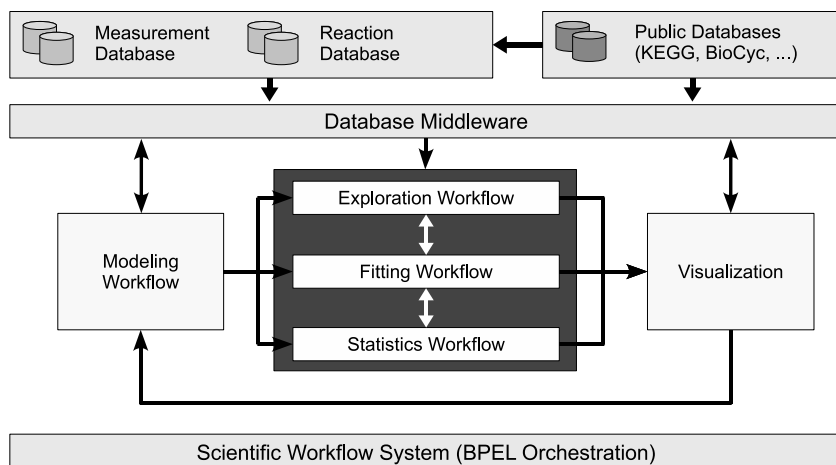 Measurement
Database
Reaction
Database
Public Databases
(KEGG, BioCyc, ...)
Database Middleware
Exploration Workflow
Modeling
Workflow
Fitting Workflow
Visualization
Statistics Workflow
Scientific Workflow System (BPEL Orchestration)